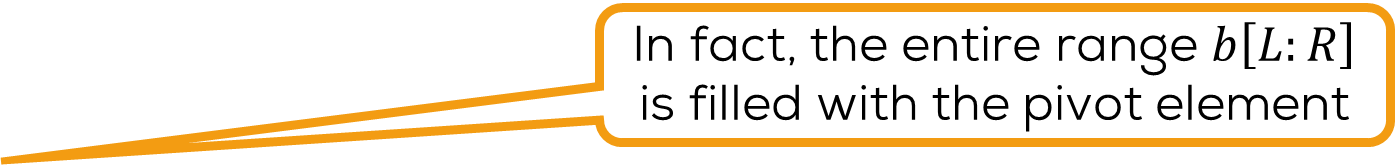 In fact, the entire range 𝑏[𝐿: 𝑅]
is filled with the pivot element